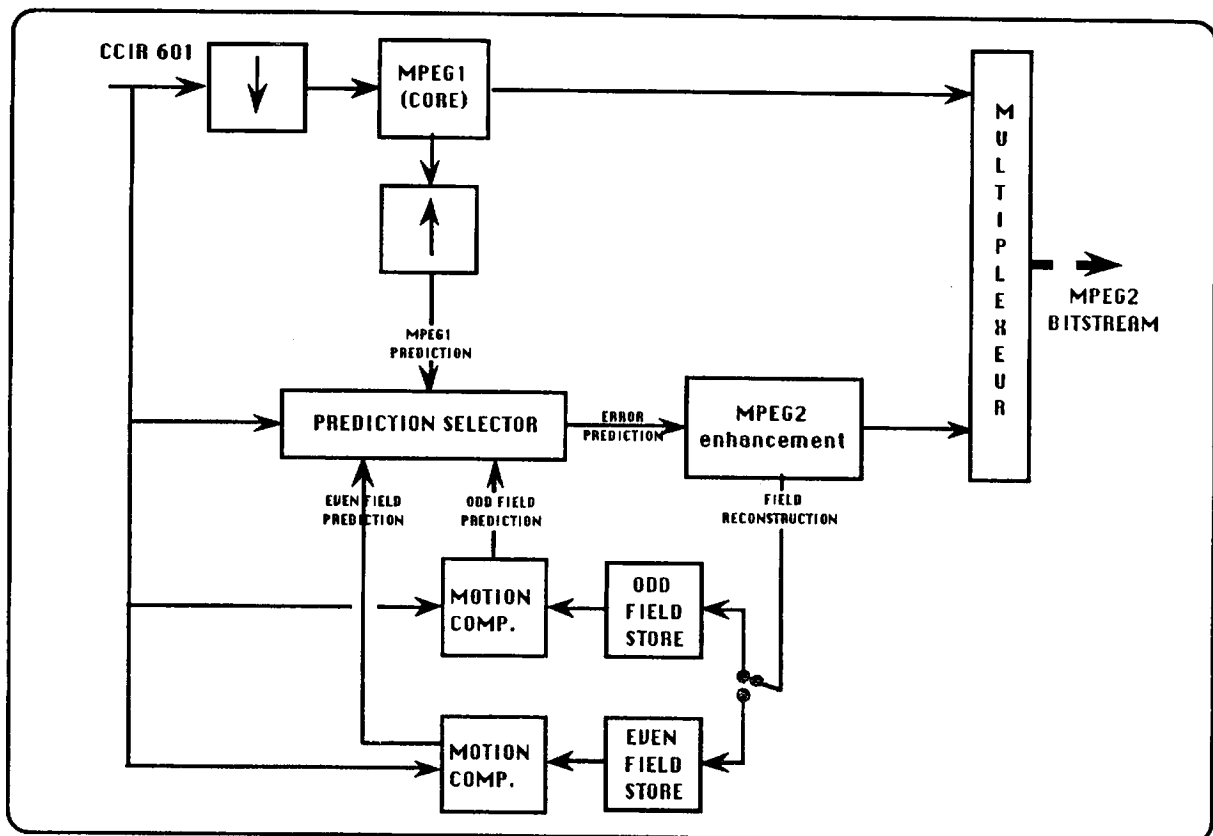 CCIR 601
MPEG1
(CORE)
MULTIPLEXEUR
MPEG2
BITSTREAM
MPEG1
PREDICTION
PREDICTION SELECTOR
ERROR
PREDICTION
MPEG2
enhancement
EVEN FIELD
PREDICTION
ODD FIELD
PREDICTION
FIELD
RECONSTRUCTION
MOTION
COMP.
ODD
FIELD
STORE
MOTION
COMP.
EVEN
FIELD
STORE